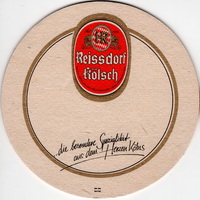 Reissdorf
Kölsch
die besondere Spezialität
aus dem Herzen Kölns